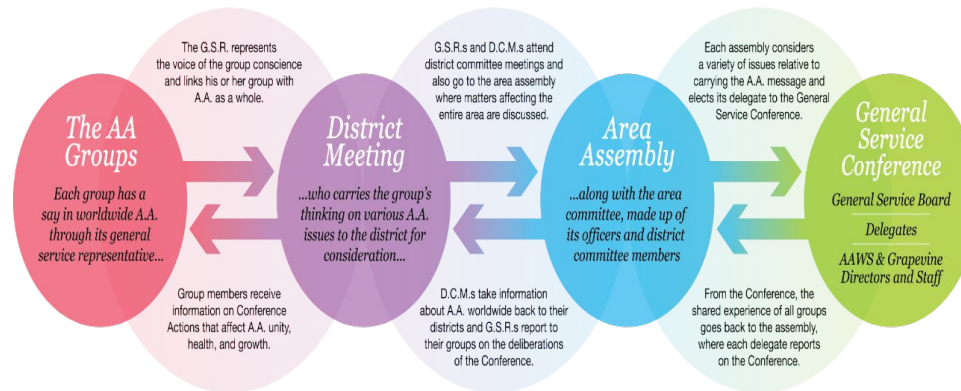 The G.S.R. represents
the voice of the group conscience
and links his or her group with
A.A. as a whole.
G.S.R.s and D.C.M.s attend
district committee meetings and
also go to the area assembly
where matters affecting the
entire area are discussed.
Each assembly considers
a variety of issues relative to
carrying the A.A. message and
elects its delegate to the General
Service Conference.
The AA
Groups
Each group has a
say in worldwide A.A.
through its general
service representative...
District
Meeting
...who carries the group's
thinking on various A.A.
issues to the district for
consideration...
Area
Assembly
...along with the area
committee, made up of
its officers and district
committee members
General
Service
Conference
General Service Board
Delegates
AAWS & Grapevine
Directors and Staff
Group members receive
information on Conference
Actions that affect A.A. unity,
health, and growth.
D.C.M.s take information
about A.A. worldwide back to their
districts and G.S.R.s report to
their groups on the deliberations
of the Conference.
From the Conference, the
shared experience of all groups
goes back to the assembly,
where each delegate reports
on the Conference.